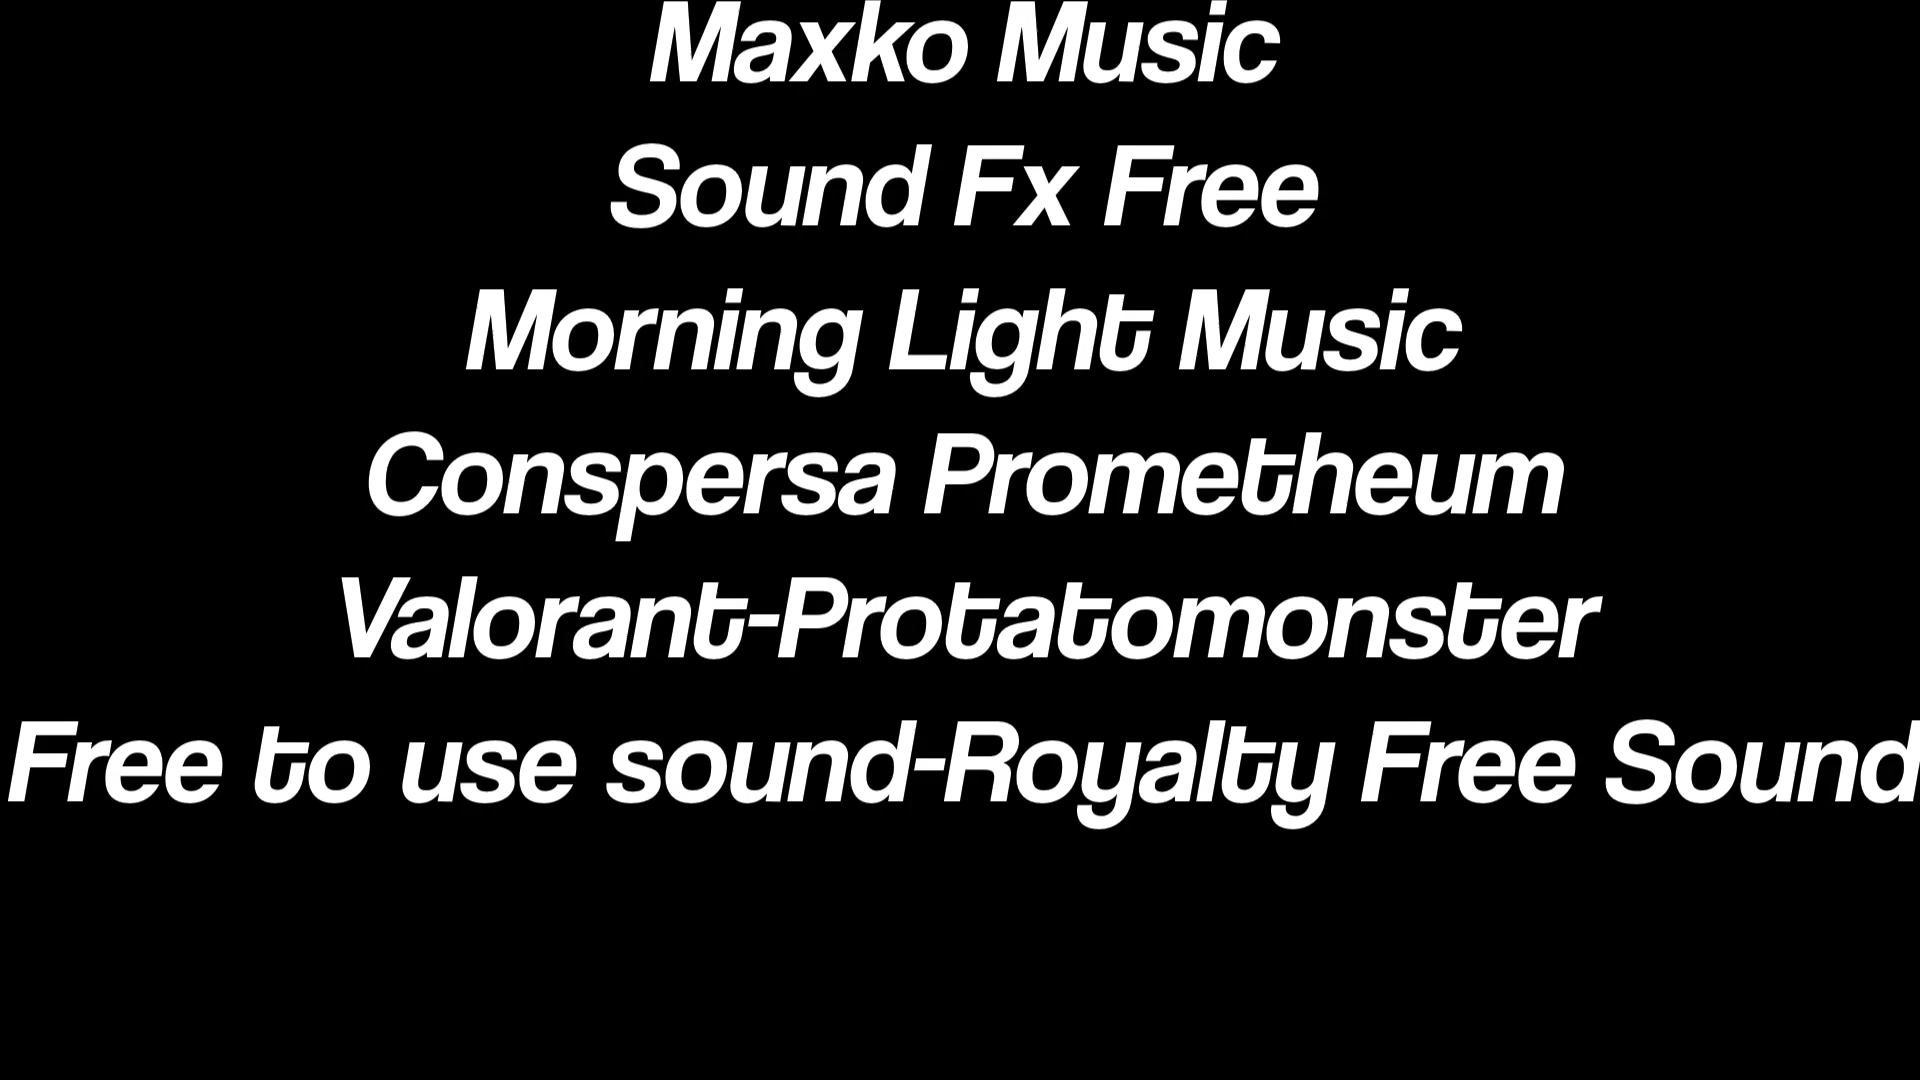 Maxko Music
Sound Fx Free
Morning Light Music
Conspersa Prometheum
Valorant-Protatomonster
Free to use sound-Royalty Free Sound